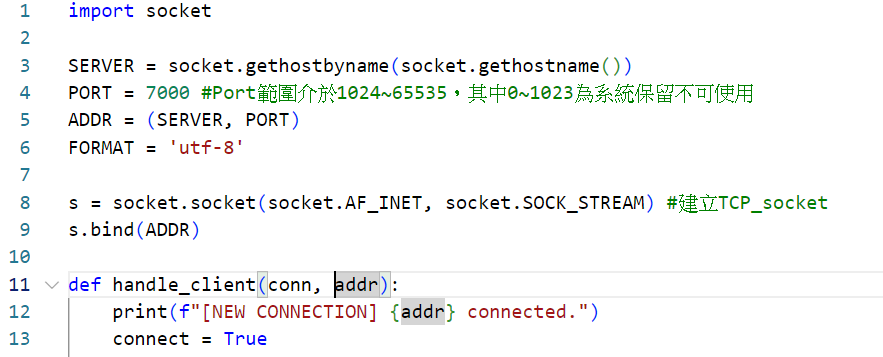 1 import socket
2
3 SERVER = socket.gethostbyname(socket.gethostname())
4 PORT = 7000 #Port範圍介於1024~65535，其中0~1023為系統保留不可使用
5 ADDR = (SERVER, PORT)
6 FORMAT = 'utf-8'
7
8 s = socket.socket(socket.AF_INET, socket.SOCK_STREAM) #建立TCP_socket
9 s.bind(ADDR)
10
11 def handle_client(conn, addr):
12     print(f"[NEW CONNECTION] {addr} connected.")
13     connect = True